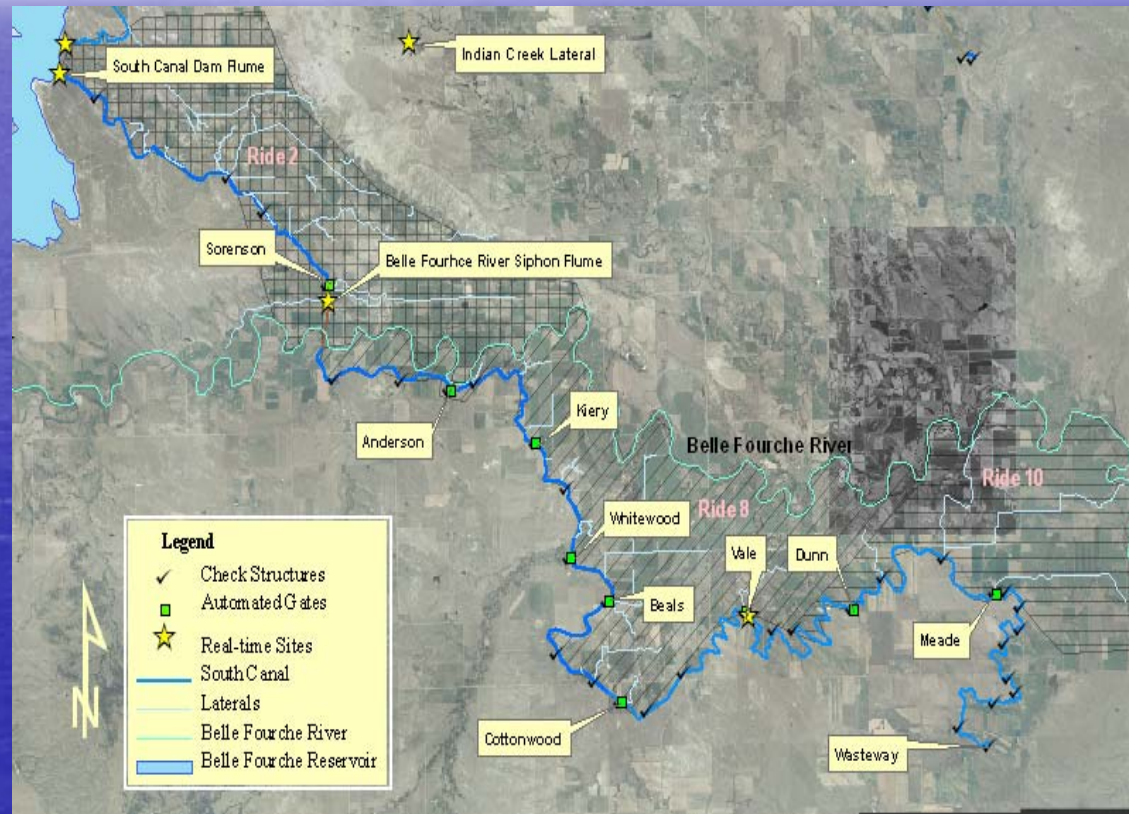 South Canal Dam Flume
Indian Creek Lateral
Ride 2
Sorenson
Belle Fourhce River Siphon Flume
Anderson
Kiery
Belle Fourche River
Ride 10
Ride 8
Whitewood
Vale
Dunn
Beals
Meade
Cottonwood
Wasteway
Legend
Check Structures
Automated Gates
Real-time Sites
South Canal
Laterals
Belle Fourche River
Belle Fourche Reservoir
N